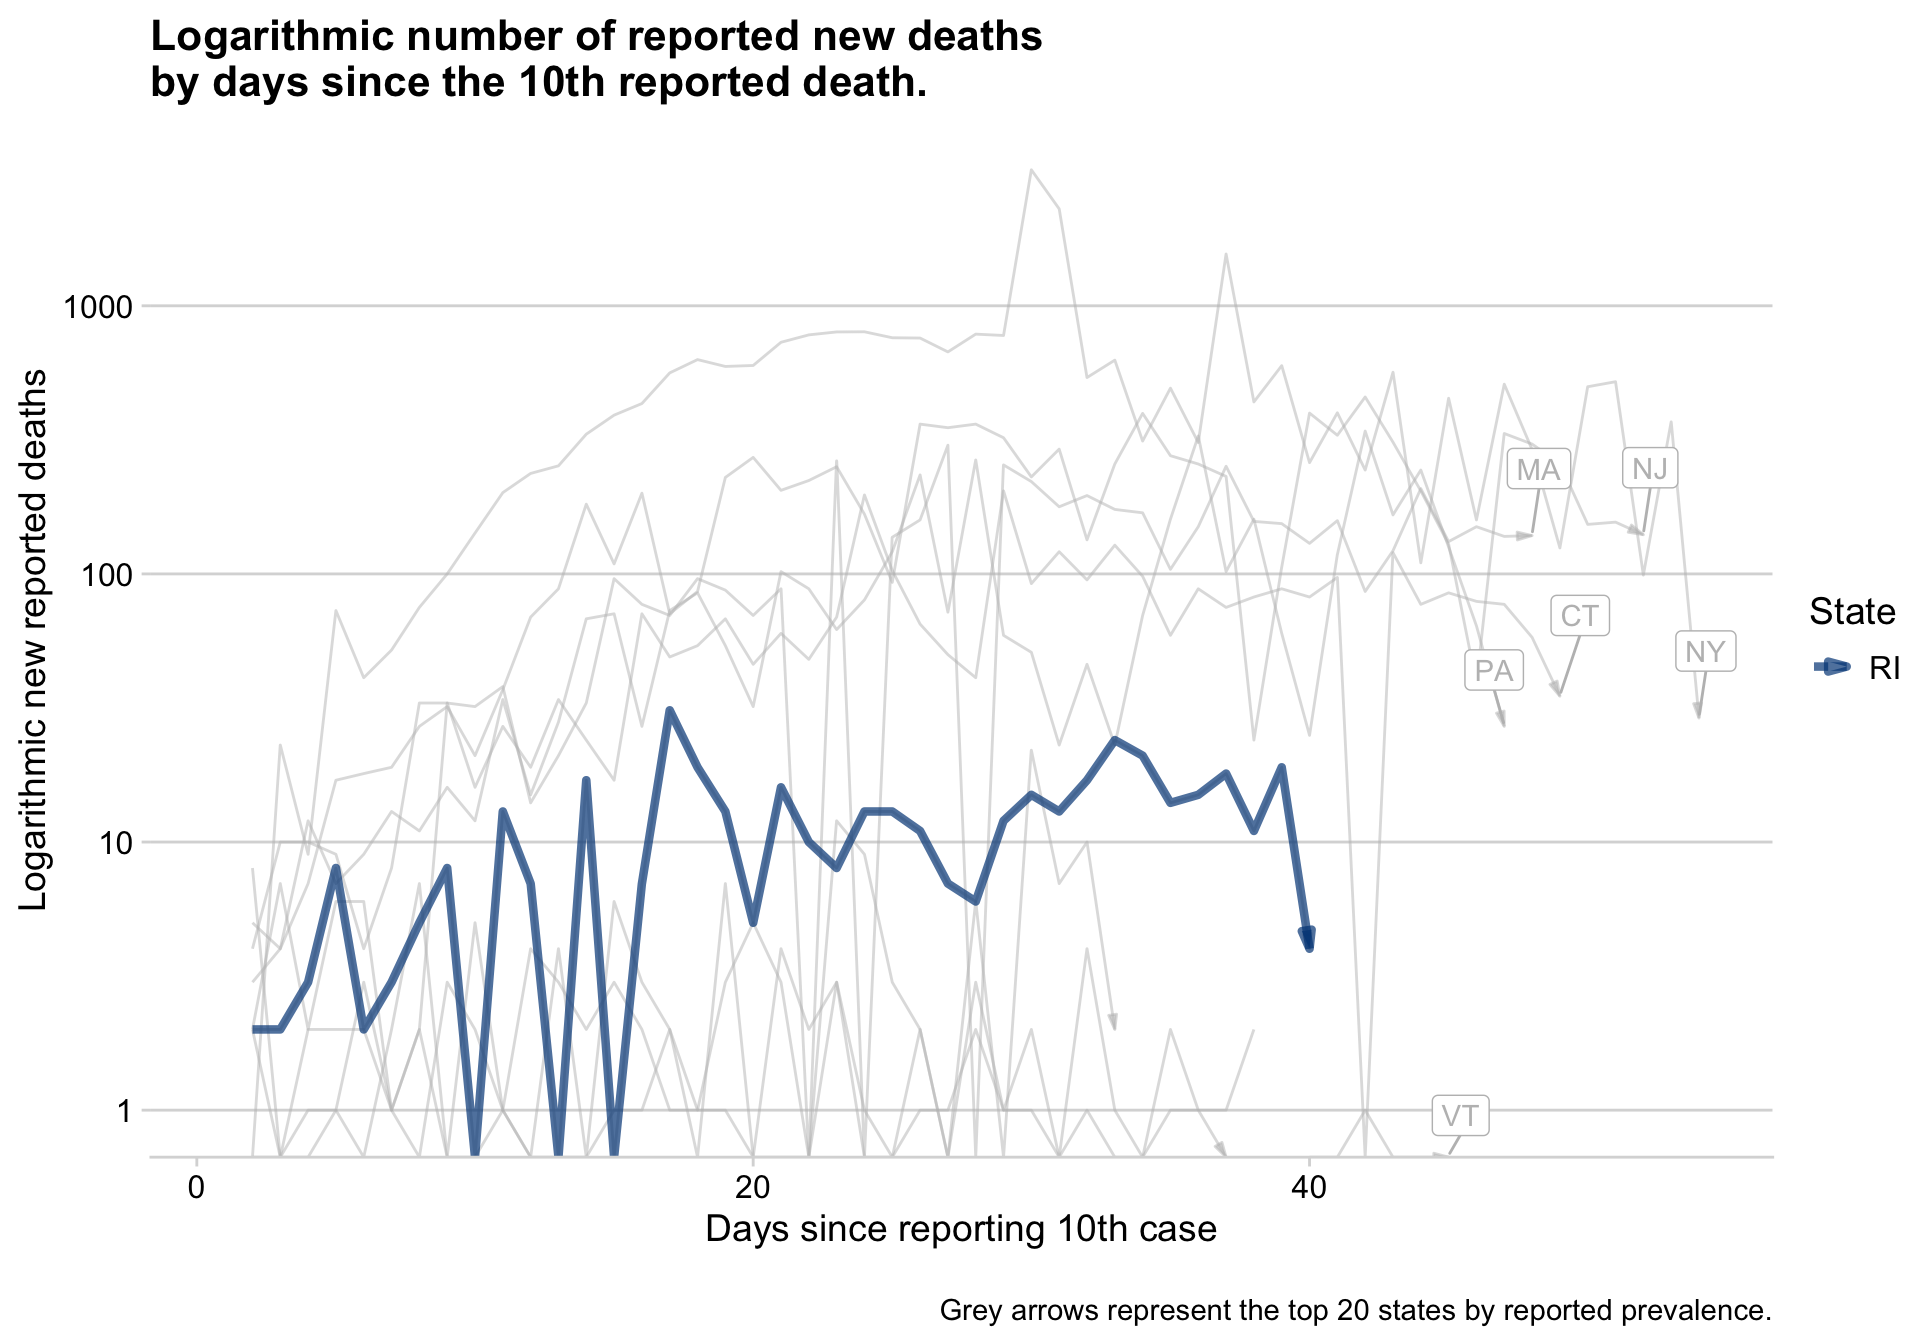 Logarithmic number of reported new deaths
by days since the 10th reported death.
Logarithmic new reported deaths
1000
100
10
1
MA
NJ
CT
NY
PA
VT
State
RI
0
20
40
Days since reporting 10th case
Grey arrows represent the top 20 states by reported prevalence.